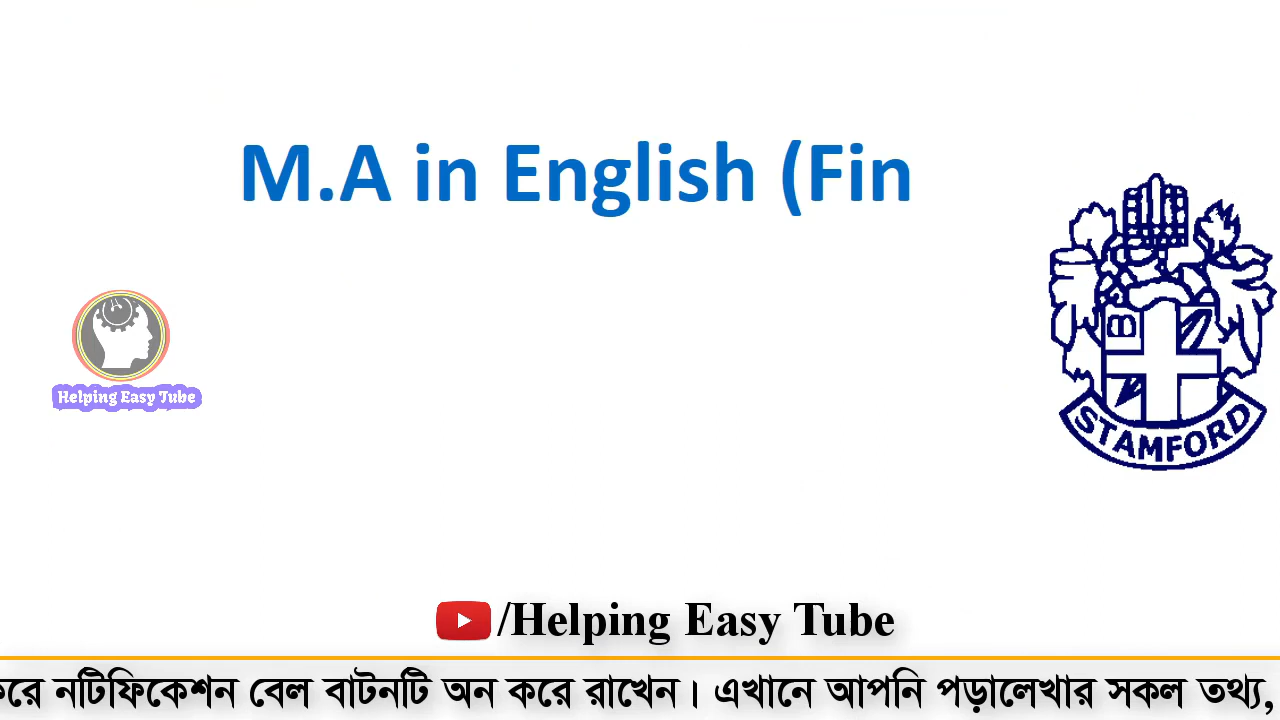 M.A in English (Fin
Helping Easy Tube
STAMFORD
/Helping Easy Tube
নটিফিকেশন বেল বাটনটি অন করে রাখেন। এখানে আপনি পড়ালেখার সকল তথ্য,